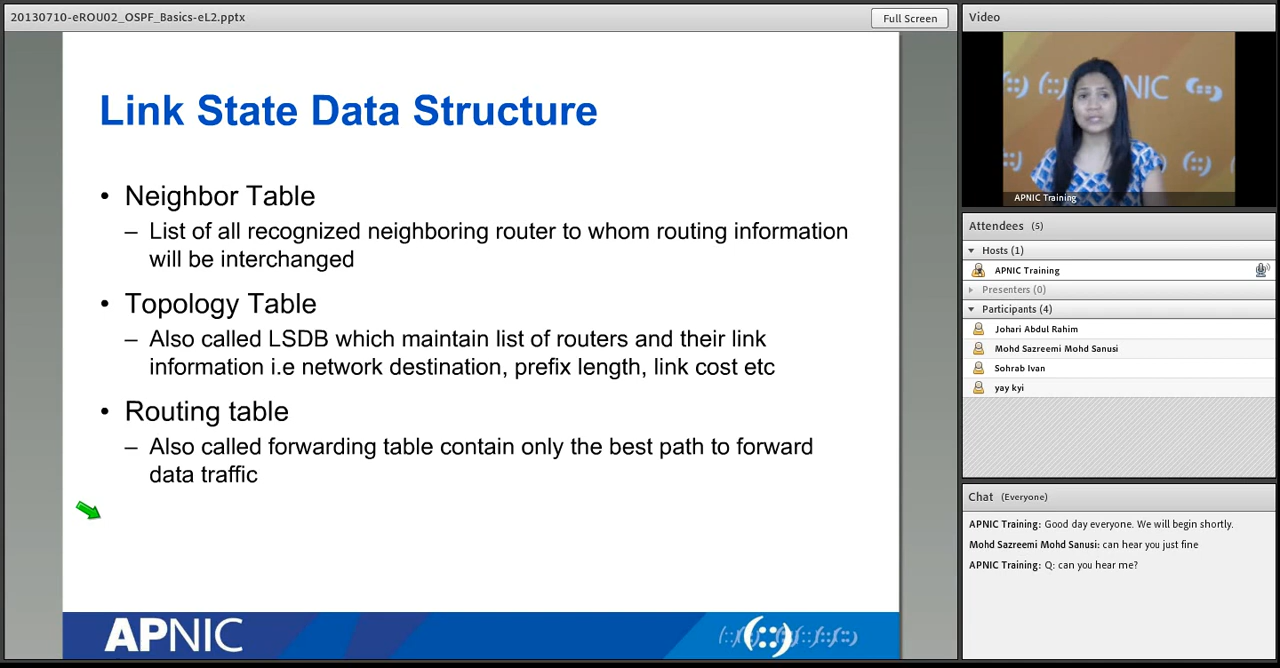 20130710-eROU02_OSPF_Basics-eL2.pptx
Full Screen
Link State Data Structure
• Neighbor Table
– List of all recognized neighboring router to whom routing information
will be interchanged
• Topology Table
– Also called LSDB which maintain list of routers and their link
information i.e network destination, prefix length, link cost etc
• Routing table
– Also called forwarding table contain only the best path to forward
data traffic
APNIC
Video
NIC
APNIC Training
Attendees (5)
Hosts (1)
APNIC Training
Presenters (0)
Participants (4)
Johari Abdul Rahim
Mohd Sazreemi Mohd Sanusi
Sohrab Ivan
yay kyi
Chat (Everyone)
APNIC Training: Good day everyone. We will begin shortly.
Mohd Sazreemi Mohd Sanusi: can hear you just fine
APNIC Training: Q: can you hear me?